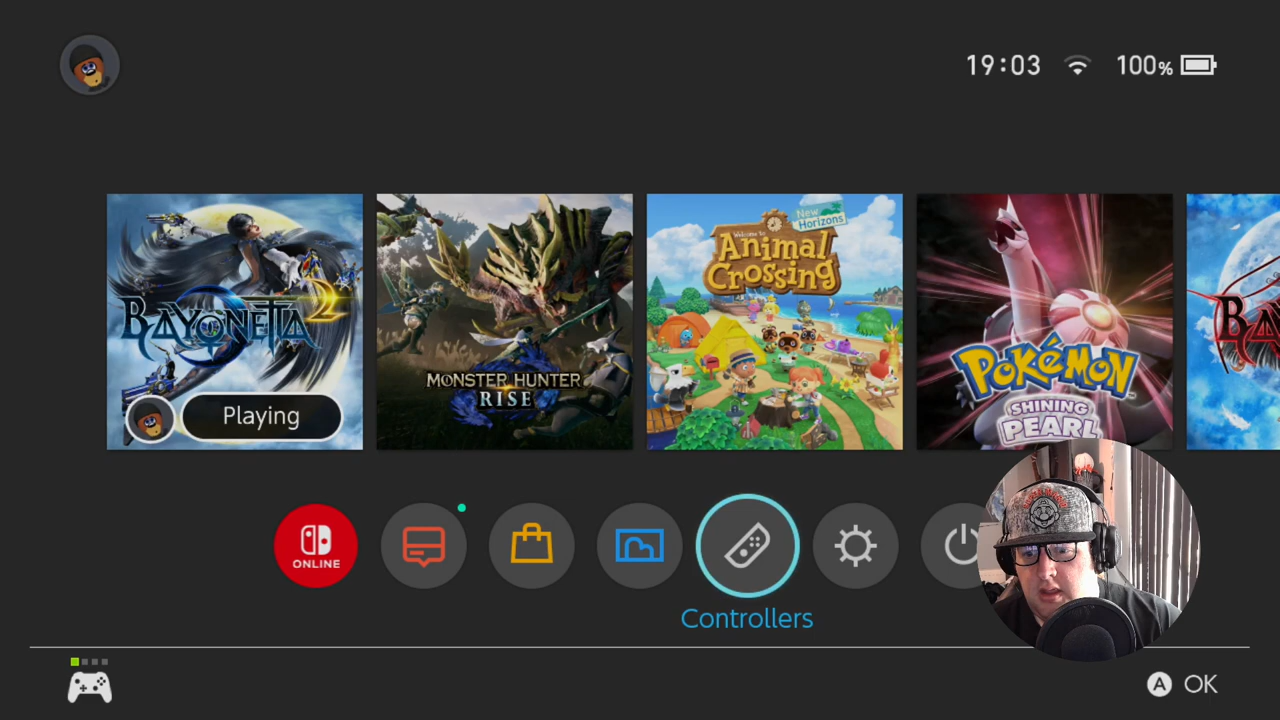 19:03 100%
BAYONETTA 2
Playing
MONSTER HUNTER
RISE
New
Horizons
Welcome to
Animal
Crossing
Pokémon
SHINING
PEARL
BA
ONLINE
Controllers
A OK